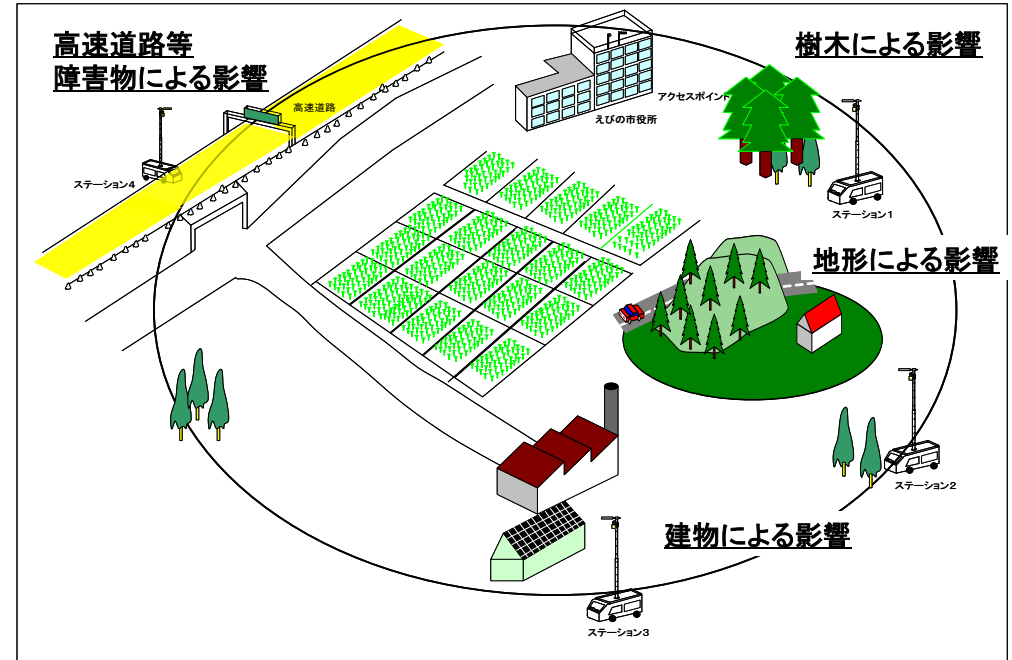 高速道路等
障害物による影響
樹木による影響
高速道路
アクセスポイント
えびの市役所
ステーション4
ステーション1
地形による影響
ステーション2
建物による影響
ステーション3